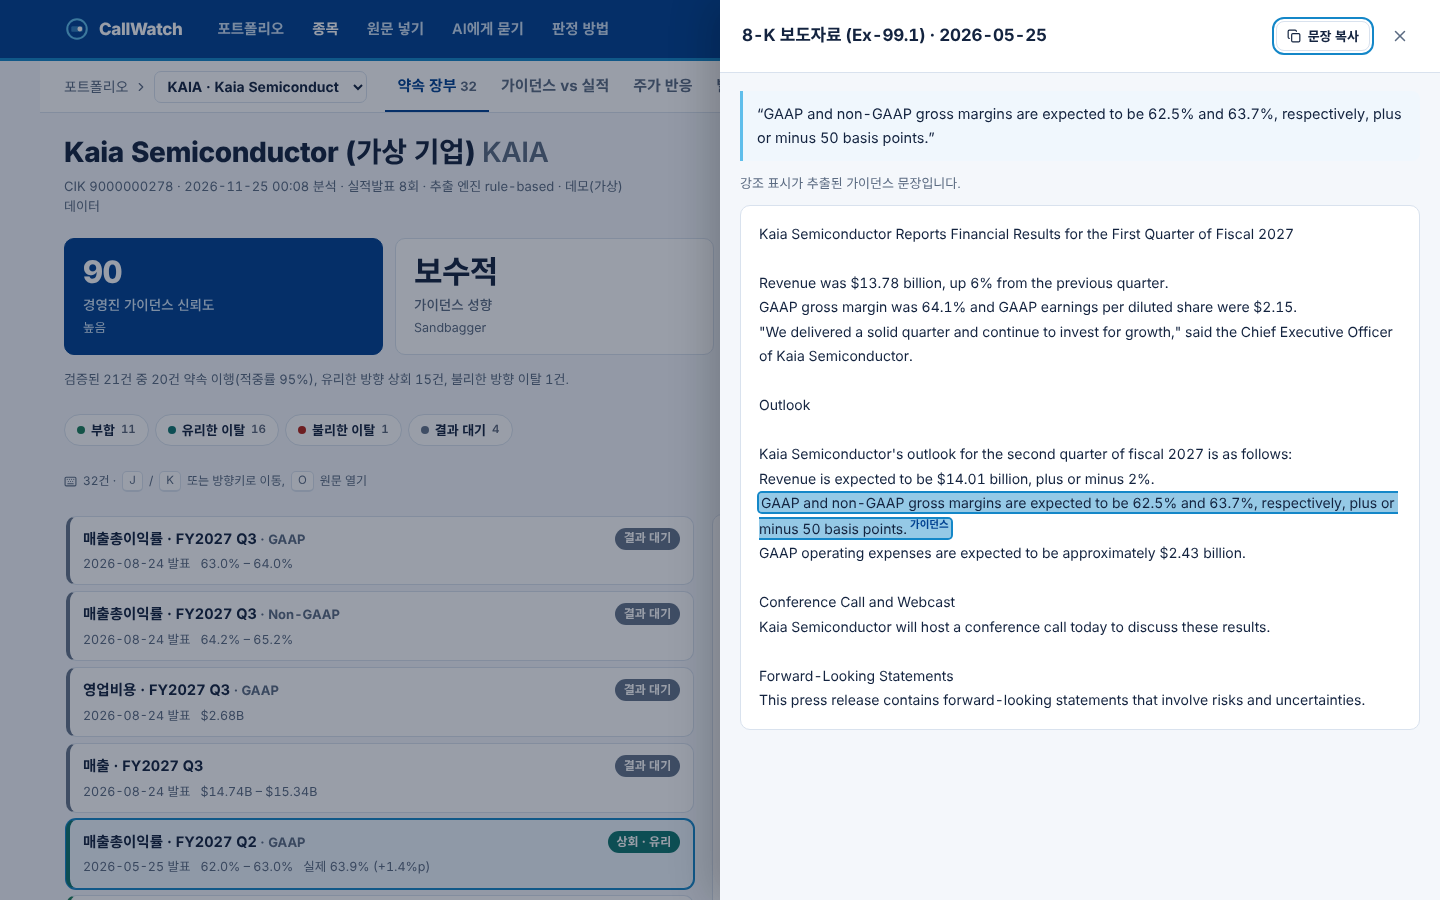 CallWatch 포트폴리오 종목 원문 넣기 AI에게 묻기 판정 방법
포트폴리오 KAIA · Kaia Semiconduct 약속 장부 32 가이던스 vs 실적 주가 반응
Kaia Semiconductor (가상 기업) KAIA
CIK 9000000278 · 2026-11-25 00:08 분석 · 실적발표 8회 · 추출 엔진 rule-based · 데모(가상)
데이터
90
경영진 가이던스 신뢰도
높음
보수적
가이던스 성향
Sandbagger
검증된 21건 중 20건 약속 이행(적중률 95%), 유리한 방향 상회 15건, 불리한 방향 이탈 1건.
부합 11 유리한 이탈 16 불리한 이탈 1 결과 대기 4
32건 · J / K 또는 방향키로 이동, O 원문 열기
매출총이익률 · FY2027 Q3 · GAAP 결과 대기
2026-08-24 발표 63.0% – 64.0%
매출총이익률 · FY2027 Q3 · Non-GAAP 결과 대기
2026-08-24 발표 64.2% – 65.2%
영업비용 · FY2027 Q3 · GAAP 결과 대기
2026-08-24 발표 $2.68B
매출 · FY2027 Q3 결과 대기
2026-08-24 발표 $14.74B – $15.34B
매출총이익률 · FY2027 Q2 · GAAP 상회 · 유리
2026-05-25 발표 62.0% – 63.0% 실제 63.9% (+1.4%p)
8-K 보도자료 (Ex-99.1) · 2026-05-25 문장 복사
“GAAP and non-GAAP gross margins are expected to be 62.5% and 63.7%, respectively, plus
or minus 50 basis points.”
강조 표시가 추출된 가이던스 문장입니다.
Kaia Semiconductor Reports Financial Results for the First Quarter of Fiscal 2027
Revenue was $13.78 billion, up 6% from the previous quarter.
GAAP gross margin was 64.1% and GAAP earnings per diluted share were $2.15.
"We delivered a solid quarter and continue to invest for growth," said the Chief Executive Officer
of Kaia Semiconductor.
Outlook
Kaia Semiconductor's outlook for the second quarter of fiscal 2027 is as follows:
Revenue is expected to be $14.01 billion, plus or minus 2%.
GAAP and non-GAAP gross margins are expected to be 62.5% and 63.7%, respectively, plus or
minus 50 basis points. 가이던스
GAAP operating expenses are expected to be approximately $2.43 billion.
Conference Call and Webcast
Kaia Semiconductor will host a conference call today to discuss these results.
Forward-Looking Statements
This press release contains forward-looking statements that involve risks and uncertainties.